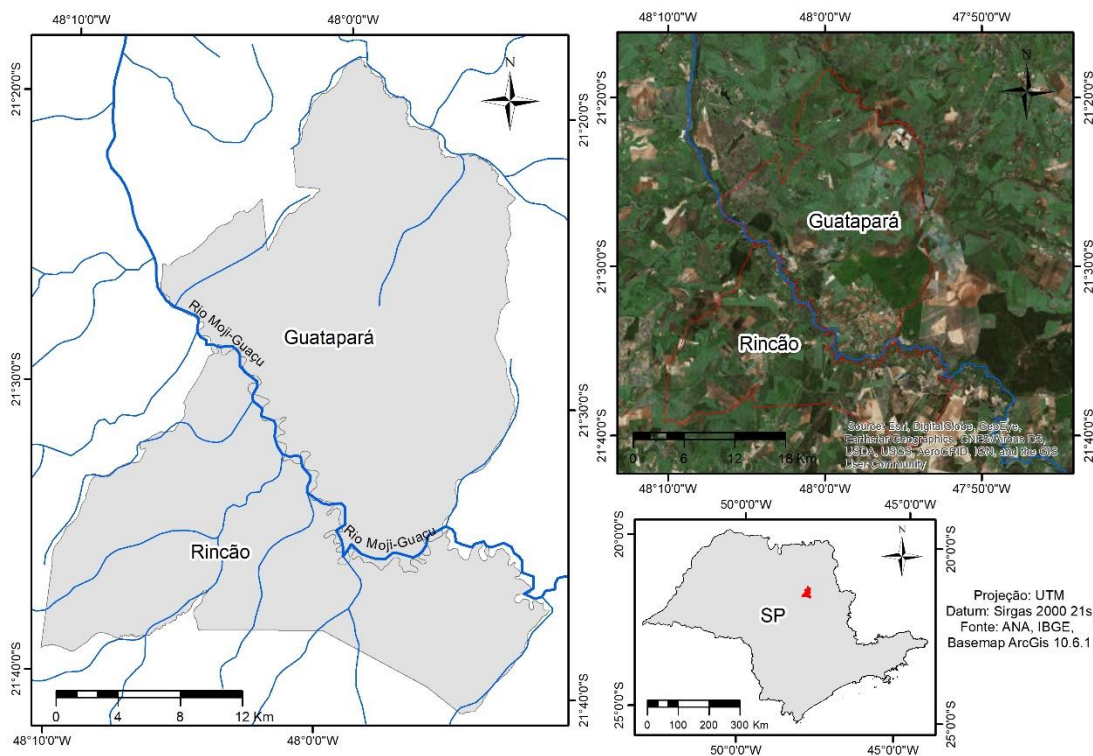 48°10'0"W
48°0'0"W
N
21°20'0"S
21°20'0"S
Rio Moji-Guaçu
Guatapará
21°30'0"S
21°30'0"S
Rincão
Rio Moji-Guaçu
21°40'0"S
21°40'0"S
0 4 8 12 Km
48°10'0"W
48°0'0"W
48°10'0"W
48°0'0"W
47°50'0"W
N
21°20'0"S
21°20'0"S
Guatapará
21°30'0"S
21°30'0"S
Rincão
21°40'0"S
21°40'0"S
Source: Esri, DigitalGlobe, GeoEye,
Earthstar Geographics, CNES/Airbus DS,
USDA, USGS, AeroGRID, IGN, and the GIS
User Community
0 6 12 18 Km
48°10'0"W
48°0'0"W
47°50'0"W
50°0'0"W
45°0'0"W
N
20°0'0"S
20°0'0"S
SP
25°0'0"S
25°0'0"S
0 100 200 300 Km
50°0'0"W
45°0'0"W
Projeção: UTM
Datum: Sirgas 2000 21s
Fonte: ANA, IBGE,
Basemap ArcGis 10.6.1